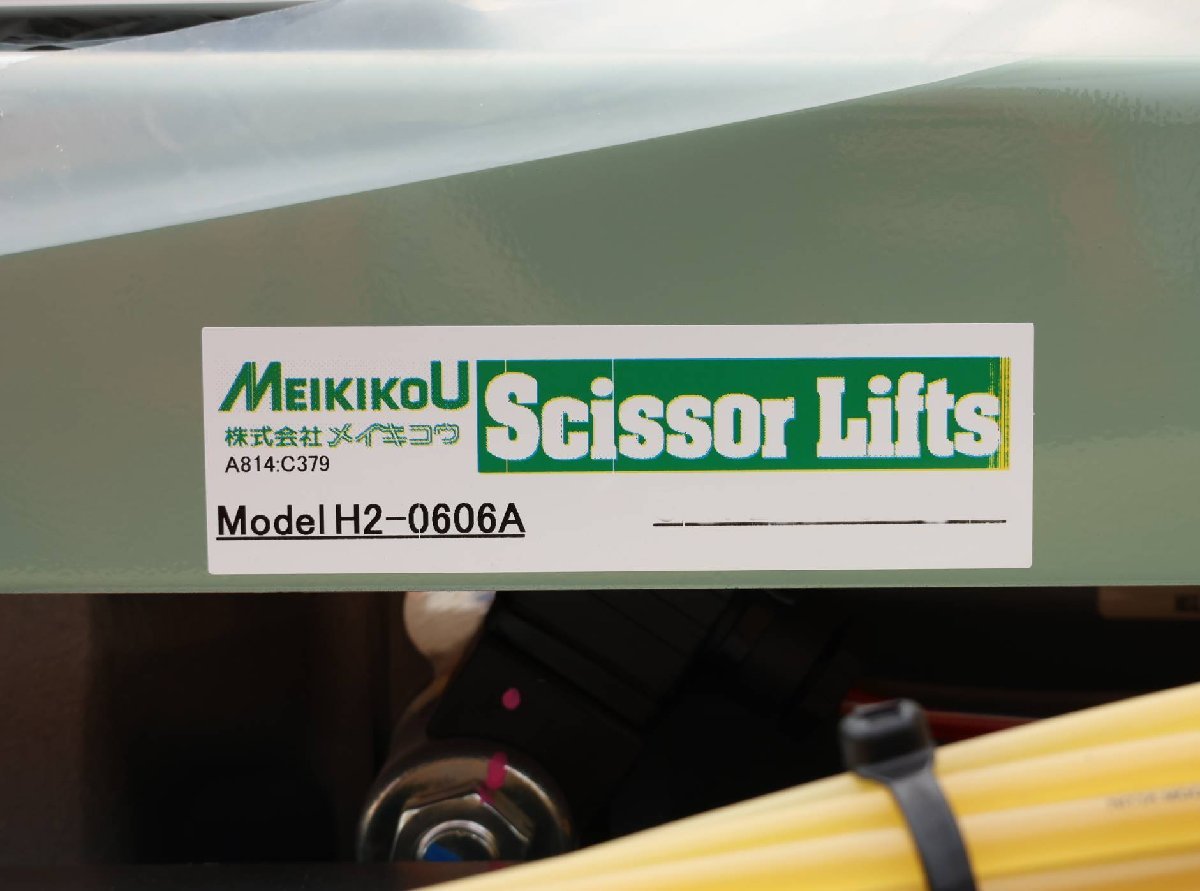 MEIKIKOU
株式会社 メイキコウ
A814:C379
Scissor Lifts
Model H2-0606A